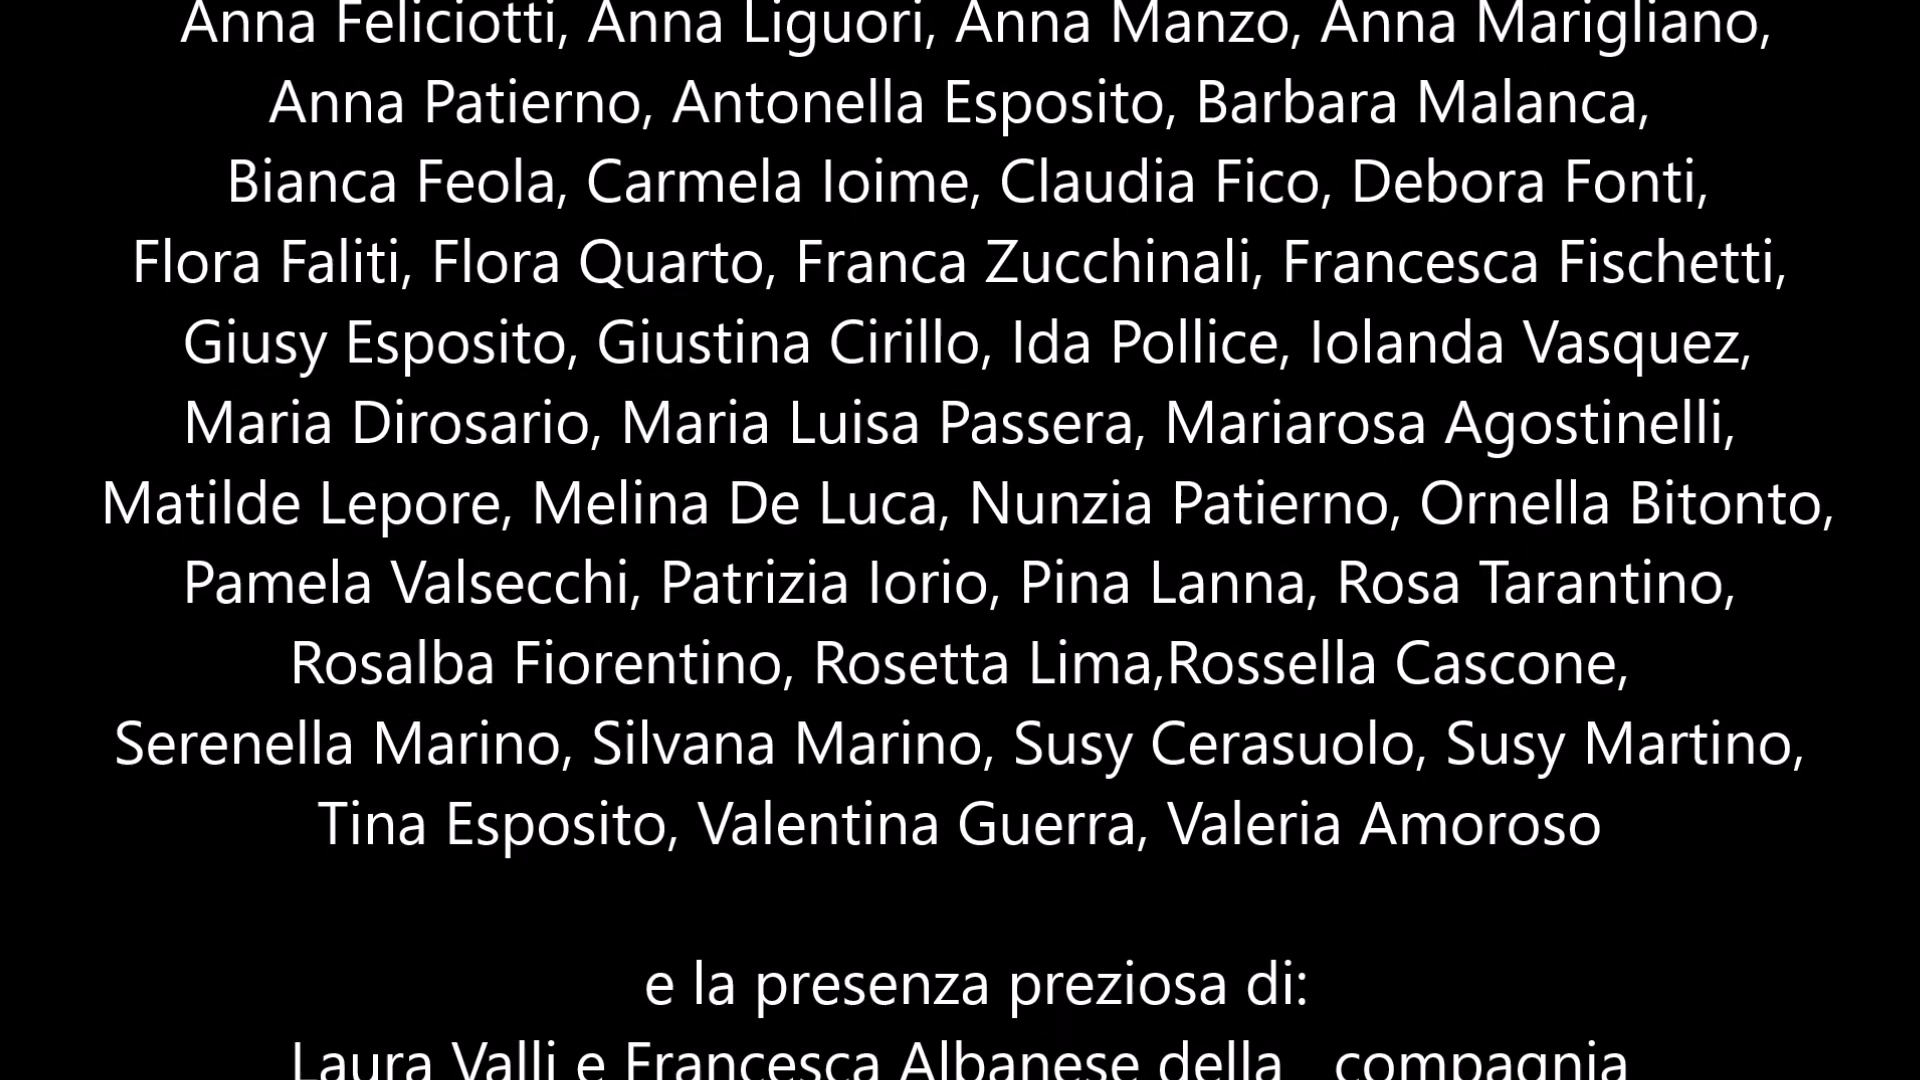 Anna Feliciotti, Anna Liguori, Anna Manzo, Anna Marigliano,
Anna Patierno, Antonella Esposito, Barbara Malanca,
Bianca Feola, Carmela Ioime, Claudia Fico, Debora Fonti,
Flora Faliti, Flora Quarto, Franca Zucchinali, Francesca Fischetti,
Giusy Esposito, Giustina Cirillo, Ida Pollice, Iolanda Vasquez,
Maria Dirosario, Maria Luisa Passera, Mariarosa Agostinelli,
Matilde Lepore, Melina De Luca, Nunzia Patierno, Ornella Bitonto,
Pamela Valsecchi, Patrizia Iorio, Pina Lanna, Rosa Tarantino,
Rosalba Fiorentino, Rosetta Lima,Rossella Cascone,
Serenella Marino, Silvana Marino, Susy Cerasuolo, Susy Martino,
Tina Esposito, Valentina Guerra, Valeria Amoroso
e la presenza preziosa di:
Laura Valli e Francesca Albanese della compagnia